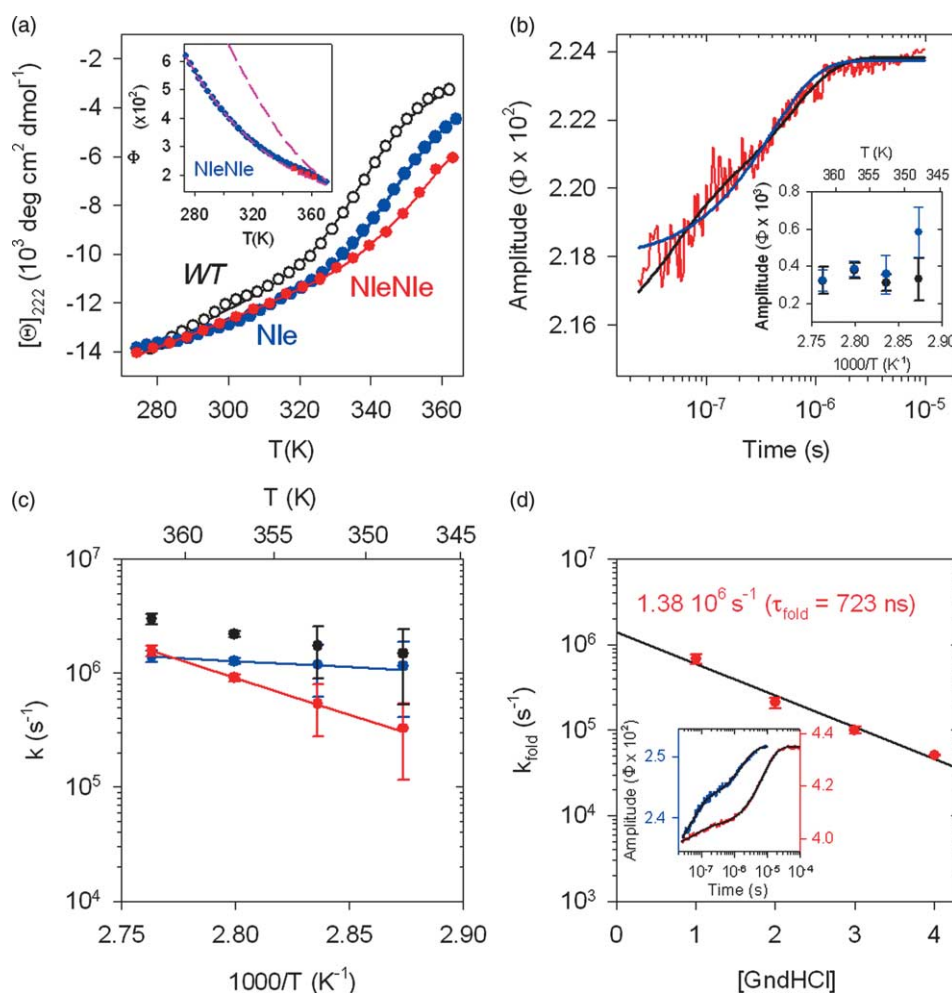 (a)
[Θ]222 (10³ deg cm² dmol⁻¹)
-2
-4
-6
-8
-10
-12
-14
280 300 320 340 360
T(K)
WT
Nle
NleNle
Φ (x10²)
6
5
4
3
2
NleNle
280 320 360
T(K)
(b)
Amplitude (Φ x 10²)
2.24
2.22
2.20
2.18
2.16
10⁻⁷ 10⁻⁶ 10⁻⁵
Time (s)
T (K)
360 355 350 345
Amplitude (Φ x 10³)
0.8
0.6
0.4
0.2
2.75 2.80 2.85 2.90
1000/T (K⁻¹)
(c)
T (K)
360 355 350 345
k (s⁻¹)
10⁷
10⁶
10⁵
10⁴
2.75 2.80 2.85 2.90
1000/T (K⁻¹)
(d)
kfold (s⁻¹)
10⁷
10⁶
10⁵
10⁴
10³
1.38 10⁶ s⁻¹ (τfold = 723 ns)
0 1 2 3 4
[GndHCl]
Amplitude (Φ x 10²)
2.5
2.4
4.4
4.2
4.0
10⁻⁷ 10⁻⁶ 10⁻⁵ 10⁻⁴
Time (s)